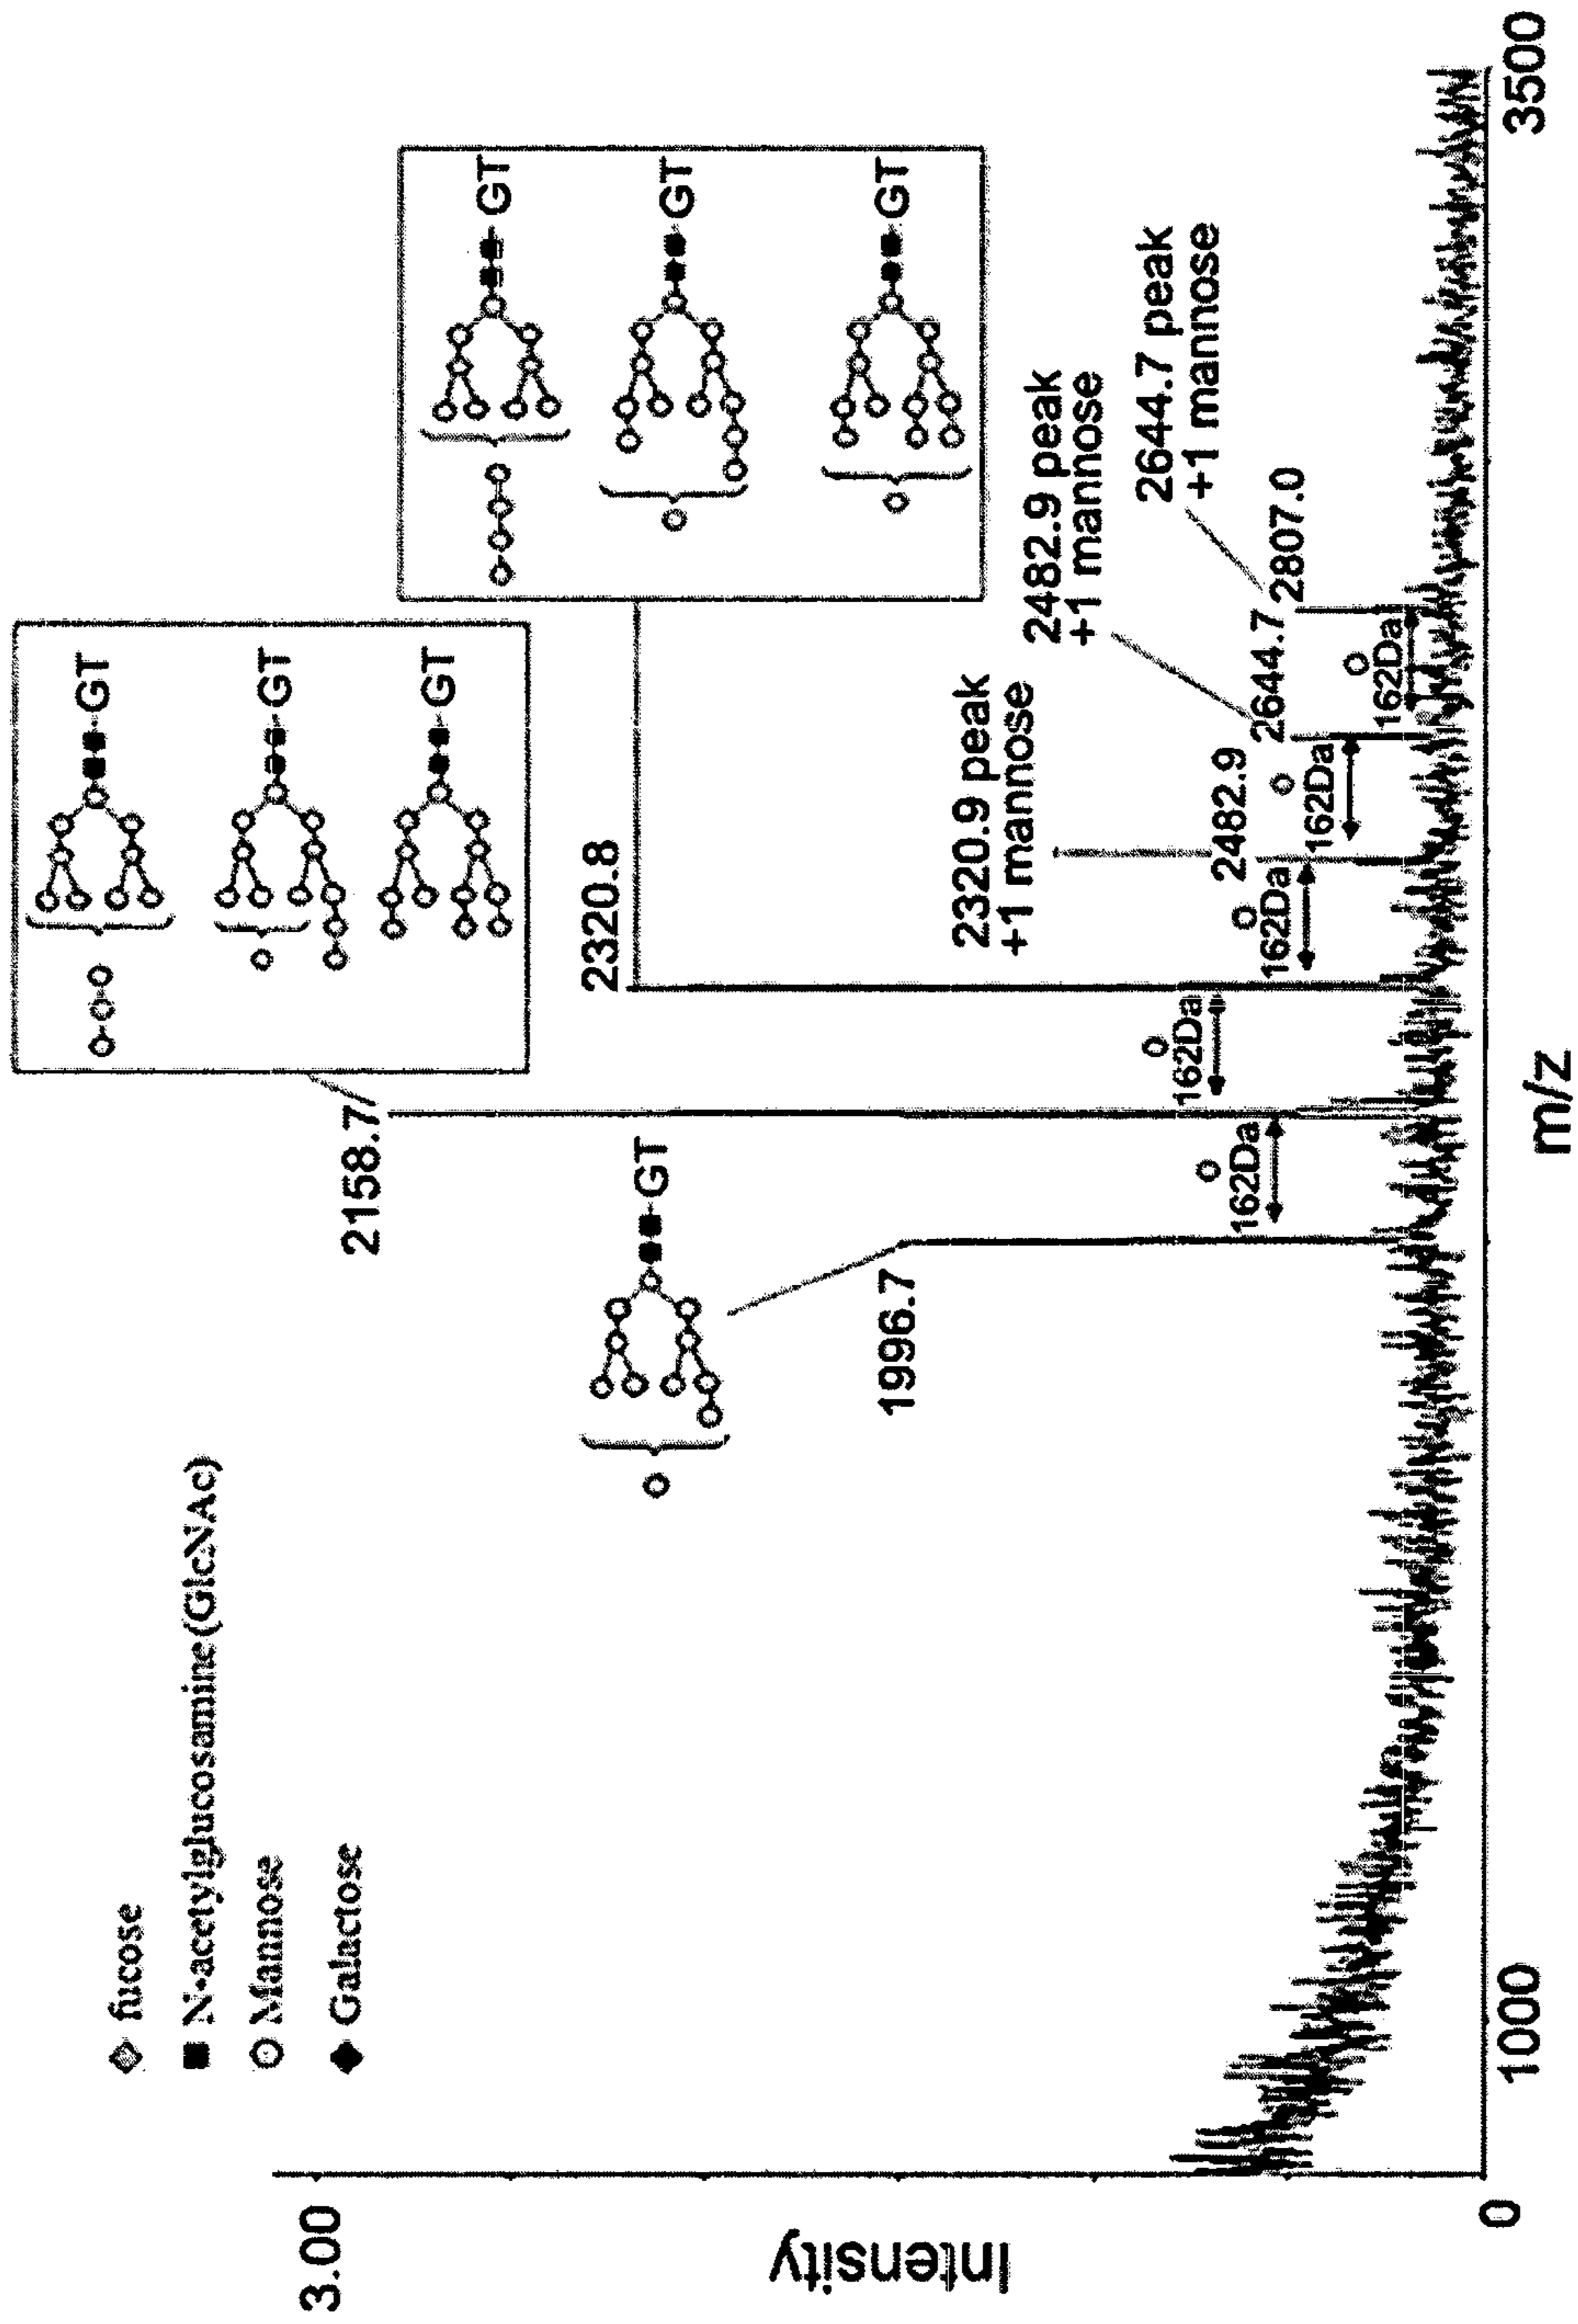 fucose
N-acetylglucosamine(GlcNAc)
Mannose
Galactose
3.00
Intensity
0
1000
m/z
3500
1996.7
GT
2158.7
GT
GT
GT
2320.8
GT
GT
GT
2320.9 peak
+1 mannose
2482.9
2482.9 peak
+1 mannose
2644.7
2644.7 peak
+1 mannose
2807.0
162Da
162Da
162Da
162Da
162Da